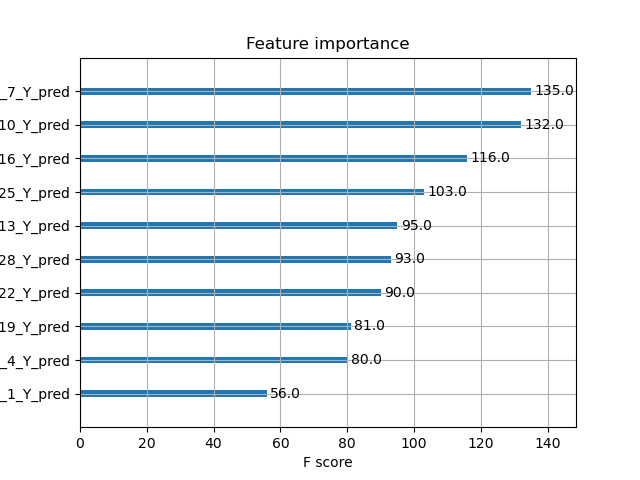 Feature importance
_7_Y_pred 135.0
10_Y_pred 132.0
16_Y_pred 116.0
25_Y_pred 103.0
13_Y_pred 95.0
28_Y_pred 93.0
22_Y_pred 90.0
19_Y_pred 81.0
_4_Y_pred 80.0
_1_Y_pred 56.0
0 20 40 60 80 100 120 140
F score